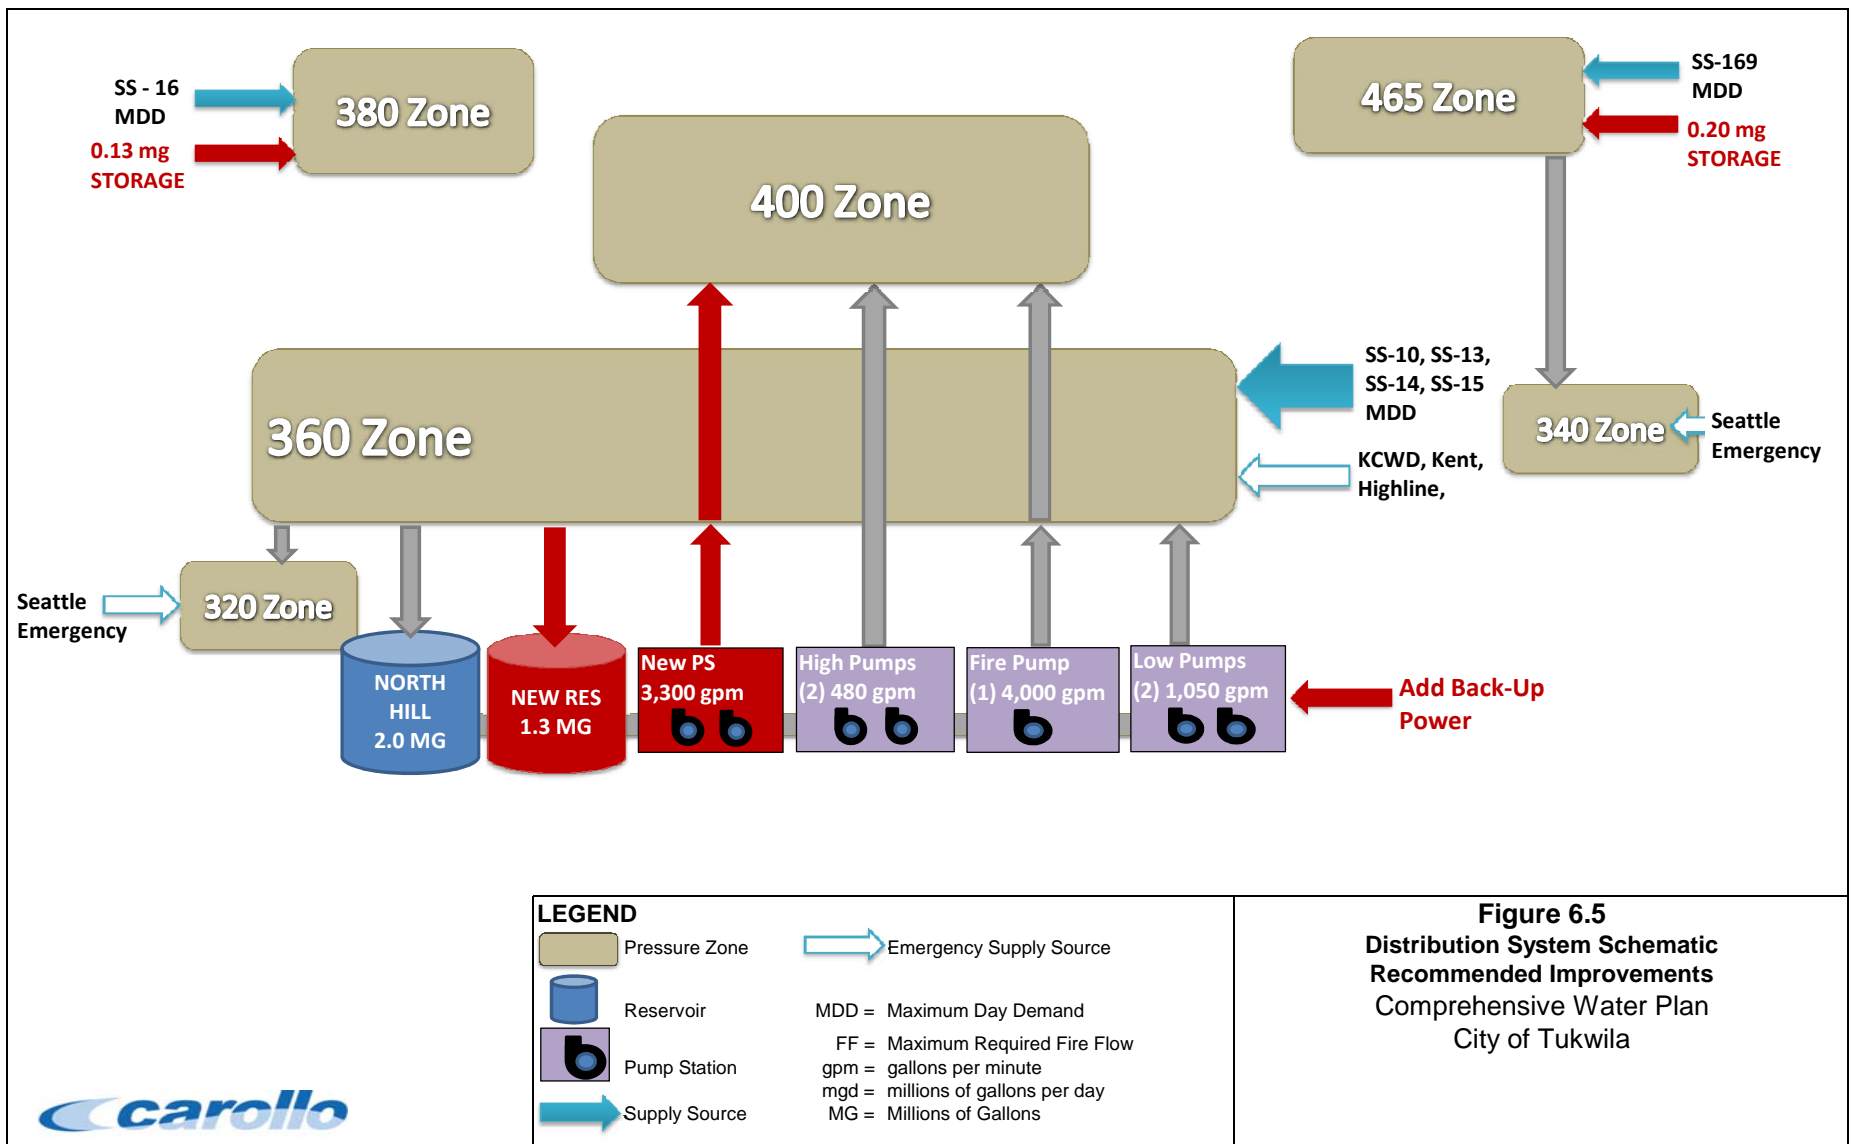 SS - 16
MDD
0.13 mg
STORAGE
380 Zone
400 Zone
465 Zone
SS-169
MDD
0.20 mg
STORAGE
360 Zone
SS-10, SS-13,
SS-14, SS-15
MDD
KCWD, Kent,
Highline,
340 Zone
Seattle
Emergency
Seattle
Emergency
320 Zone
NORTH
HILL
2.0 MG
NEW RES
1.3 MG
New PS
3,300 gpm
High Pumps
(2) 480 gpm
Fire Pump
(1) 4,000 gpm
Low Pumps
(2) 1,050 gpm
Add Back-Up
Power
LEGEND
Pressure Zone
Reservoir
Pump Station
Supply Source
Emergency Supply Source
MDD = Maximum Day Demand
FF = Maximum Required Fire Flow
gpm = gallons per minute
mgd = millions of gallons per day
MG = Millions of Gallons
Figure 6.5
Distribution System Schematic
Recommended Improvements
Comprehensive Water Plan
City of Tukwila
carollo